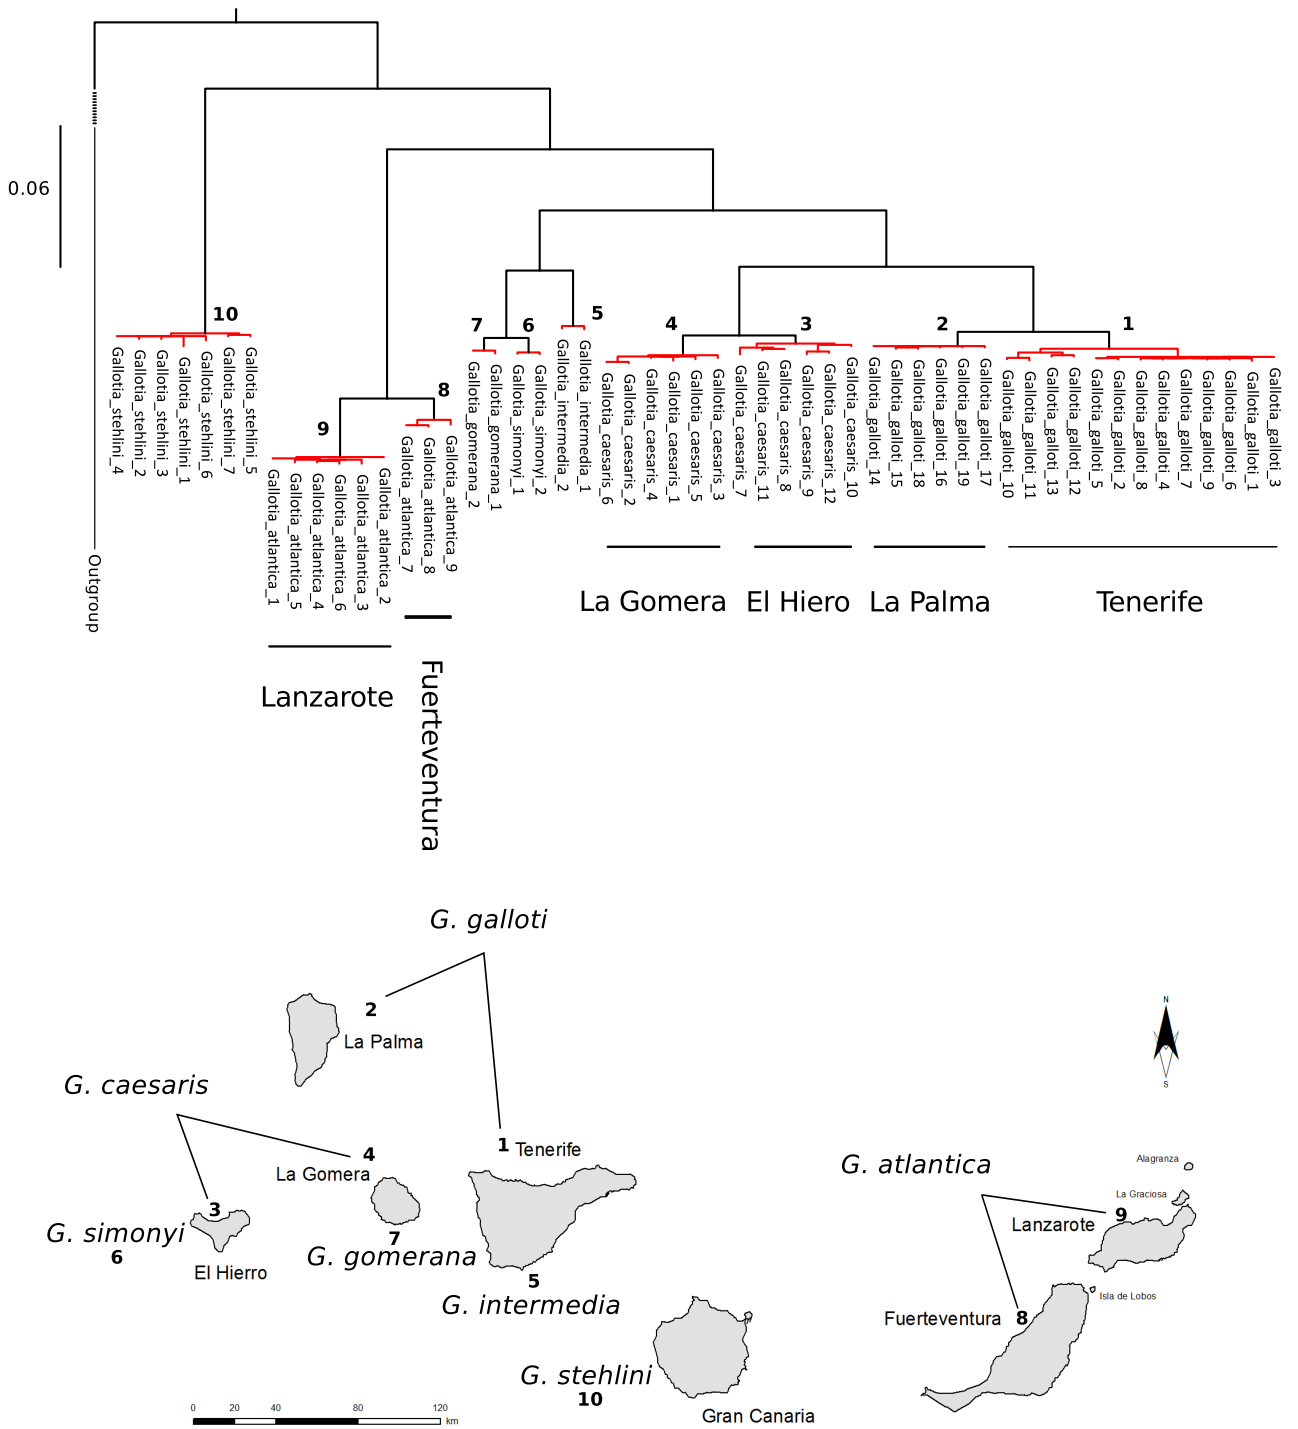 0.06
10
7
6
5
4
3
2
1
8
9
Gallotia_stehlini_4
Gallotia_stehlini_2
Gallotia_stehlini_3
Gallotia_stehlini_1
Gallotia_stehlini_6
Gallotia_stehlini_7
Gallotia_stehlini_5
Gallotia_atlantica_1
Gallotia_atlantica_5
Gallotia_atlantica_4
Gallotia_atlantica_6
Gallotia_atlantica_3
Gallotia_atlantica_2
Gallotia_atlantica_7
Gallotia_atlantica_8
Gallotia_atlantica_9
Gallotia_gomerana_2
Gallotia_gomerana_1
Gallotia_simonyi_1
Gallotia_simonyi_2
Gallotia_intermedia_2
Gallotia_intermedia_1
Gallotia_caesaris_6
Gallotia_caesaris_2
Gallotia_caesaris_4
Gallotia_caesaris_1
Gallotia_caesaris_5
Gallotia_caesaris_3
Gallotia_caesaris_7
Gallotia_caesaris_11
Gallotia_caesaris_8
Gallotia_caesaris_9
Gallotia_caesaris_12
Gallotia_caesaris_10
Gallotia_galloti_14
Gallotia_galloti_15
Gallotia_galloti_18
Gallotia_galloti_16
Gallotia_galloti_19
Gallotia_galloti_17
Gallotia_galloti_10
Gallotia_galloti_11
Gallotia_galloti_13
Gallotia_galloti_12
Gallotia_galloti_5
Gallotia_galloti_2
Gallotia_galloti_8
Gallotia_galloti_4
Gallotia_galloti_7
Gallotia_galloti_9
Gallotia_galloti_6
Gallotia_galloti_1
Gallotia_galloti_3
Outgroup
La Gomera
El Hiero
La Palma
Tenerife
Lanzarote
Fuerteventura
G. galloti
2
La Palma
N
S
G. caesaris
1 Tenerife
4
La Gomera
G. atlantica
Alagranza
La Graciosa
3
9
Lanzarote
G. simonyi
6
7
G. gomerana
El Hierro
5
G. intermedia
Isla de Lobos
Fuerteventura 8
G. stehlini
10
Gran Canaria
0 20 40 80 120
km